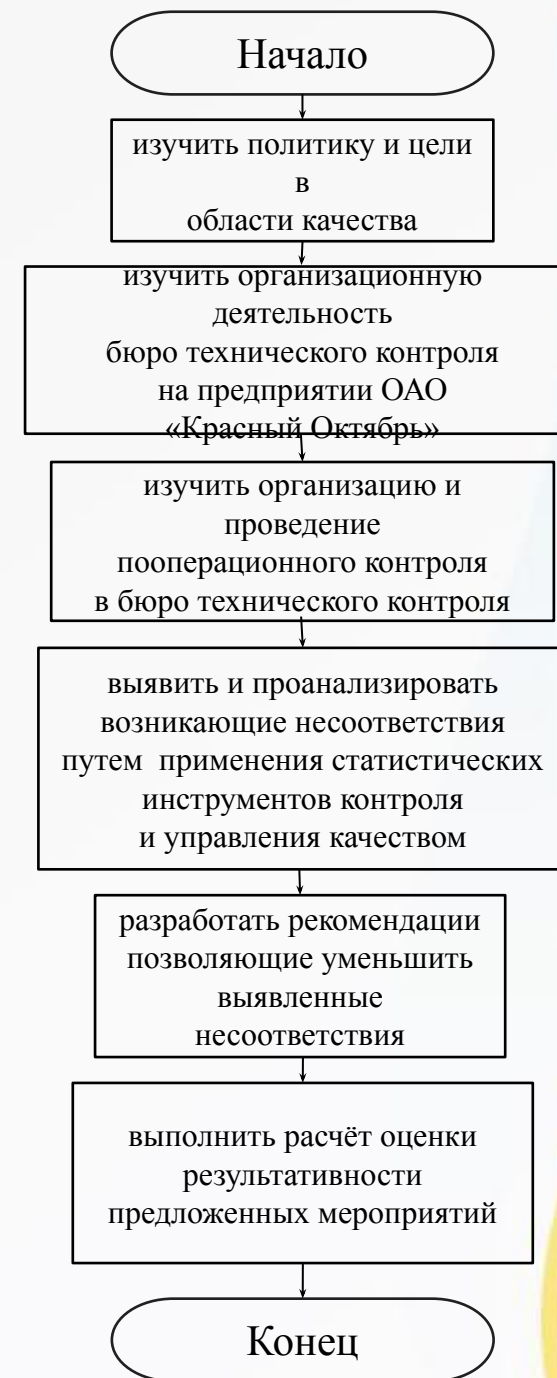 Начало
изучить политику и цели
в
области качества
изучить организационную
деятельность
бюро технического контроля
на предприятии ОАО
«Красный Октябрь»
изучить организацию и
проведение
пооперационного контроля
в бюро технического контроля
выявить и проанализировать
возникающие несоответствия
путем применения статистических
инструментов контроля
и управления качеством
разработать рекомендации
позволяющие уменьшить
выявленные
несоответствия
выполнить расчёт оценки
результативности
предложенных мероприятий
Конец